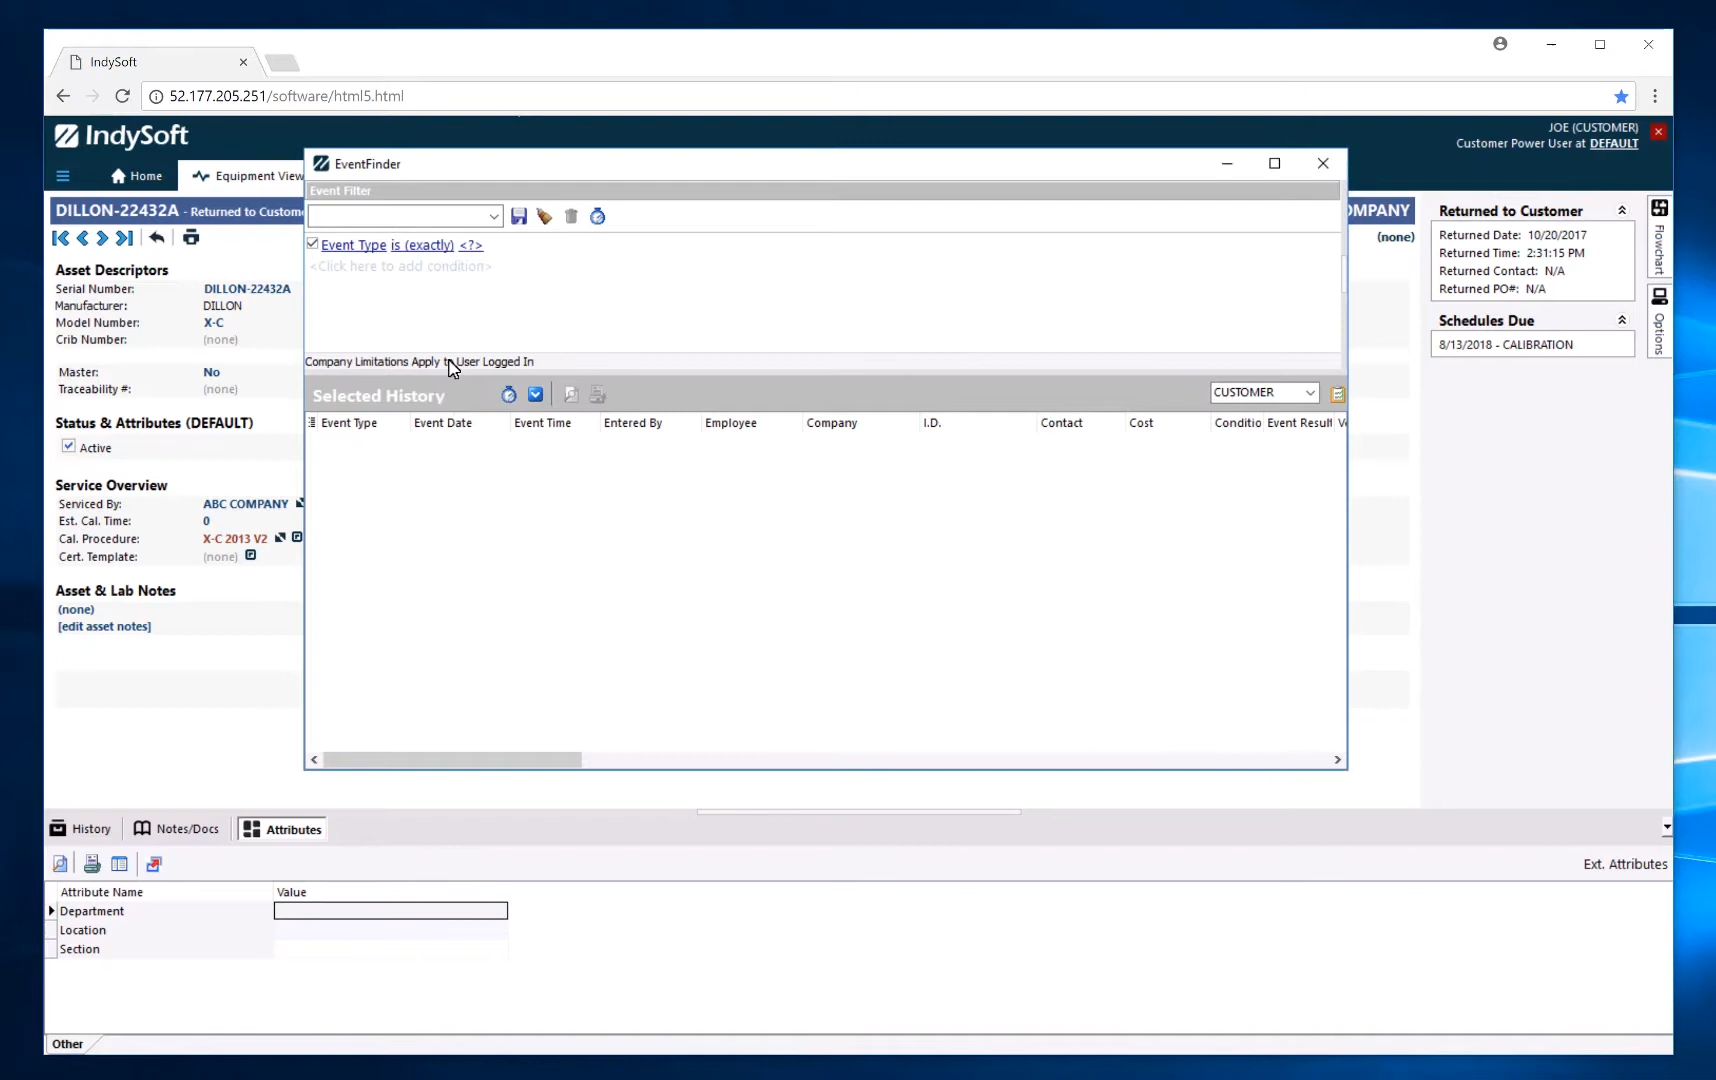 IndySoft
52.177.205.251/software/html5.html
IndySoft
JOE (CUSTOMER)
Customer Power User at DEFAULT
Home
Equipment View
DILLON-22432A - Returned to Custom
MPANY
(none)
Asset Descriptors
Serial Number: DILLON-22432A
Manufacturer: DILLON
Model Number: X-C
Crib Number: (none)
Master: No
Traceability #: (none)
Status & Attributes (DEFAULT)
Active
Service Overview
Serviced By: ABC COMPANY
Est. Cal. Time: 0
Cal. Procedure: X-C 2013 V2
Cert. Template: (none)
Asset & Lab Notes
(none)
[edit asset notes]
EventFinder
Event Filter
Event Type is (exactly) <?>
<Click here to add condition>
Company Limitations Apply to User Logged In
Selected History
CUSTOMER
Event Type Event Date Event Time Entered By Employee Company I.D. Contact Cost Conditio Event Result
Returned to Customer
Returned Date: 10/20/2017
Returned Time: 2:31:15 PM
Returned Contact: N/A
Returned PO#: N/A
Schedules Due
8/13/2018 - CALIBRATION
Flowchart
Options
History
Notes/Docs
Attributes
Ext. Attributes
Attribute Name Value
Department
Location
Section
Other